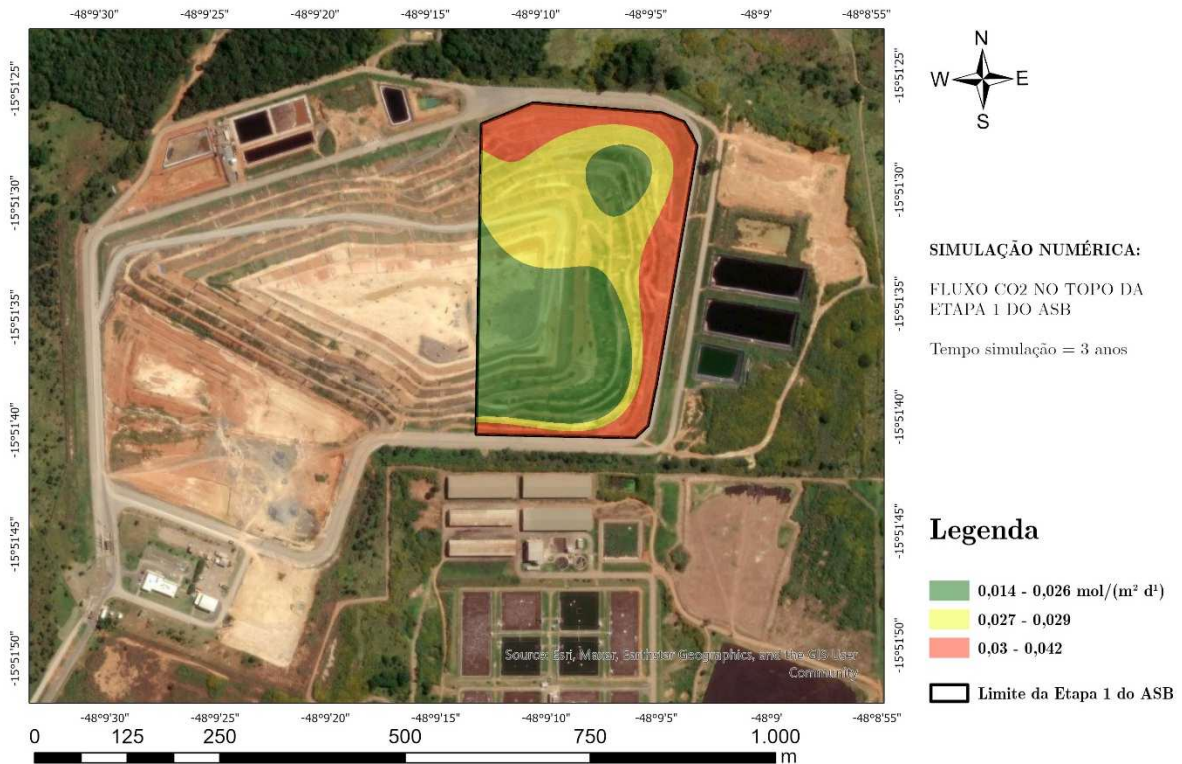 -48°9'30" -48°9'25" -48°9'20" -48°9'15" -48°9'10" -48°9'5" -48°9' -48°8'55"
-15°51'25"
-15°51'30"
-15°51'35"
-15°51'40"
-15°51'45"
-15°51'50"
-15°51'25"
-15°51'30"
-15°51'35"
-15°51'40"
-15°51'45"
-15°51'50"
Source: Esri, Maxar, Earthstar Geographics, and the GIS User
Community
-48°9'30" -48°9'25" -48°9'20" -48°9'15" -48°9'10" -48°9'5" -48°9' -48°8'55"
0 125 250 500 750 1.000
m
N
W E
S
SIMULAÇÃO NUMÉRICA:
FLUXO CO2 NO TOPO DA
ETAPA 1 DO ASB
Tempo simulação = 3 anos
Legenda
0,014 - 0,026 mol/(m² d¹)
0,027 - 0,029
0,03 - 0,042
Limite da Etapa 1 do ASB